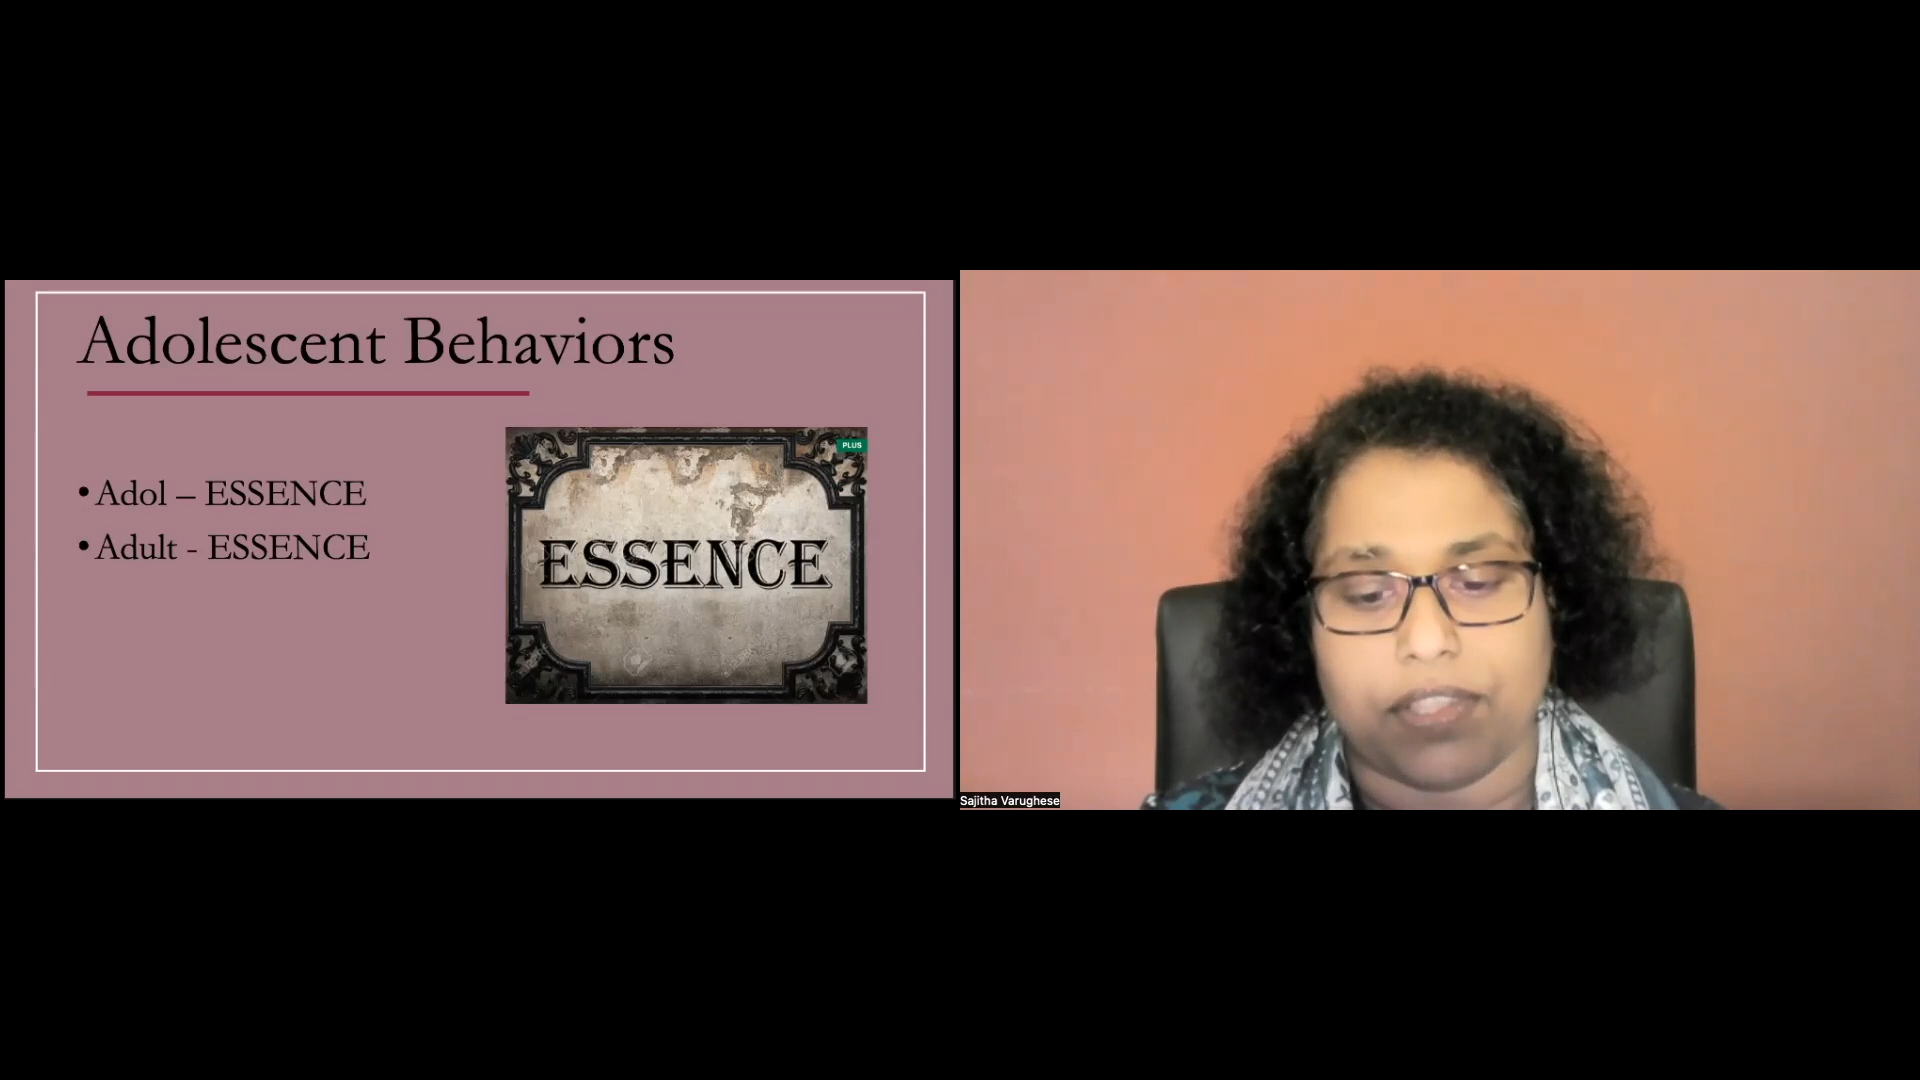 Adolescent Behaviors
• Adol – ESSENCE
• Adult - ESSENCE
PLUS
ESSENCE
Sajitha Varughese